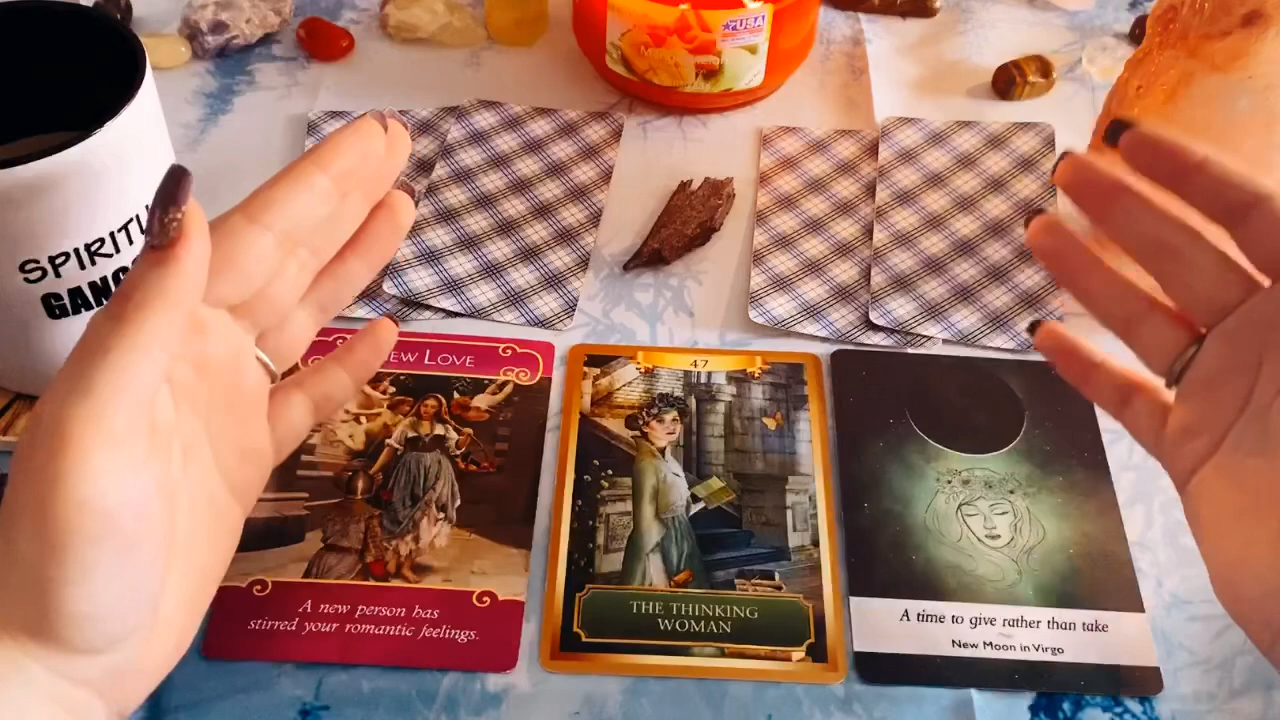 USA
SPIRITU
GANG
EW LOVE
47
A new person has
stirred your romantic feelings.
THE THINKING
WOMAN
A time to give rather than take
New Moon in Virgo